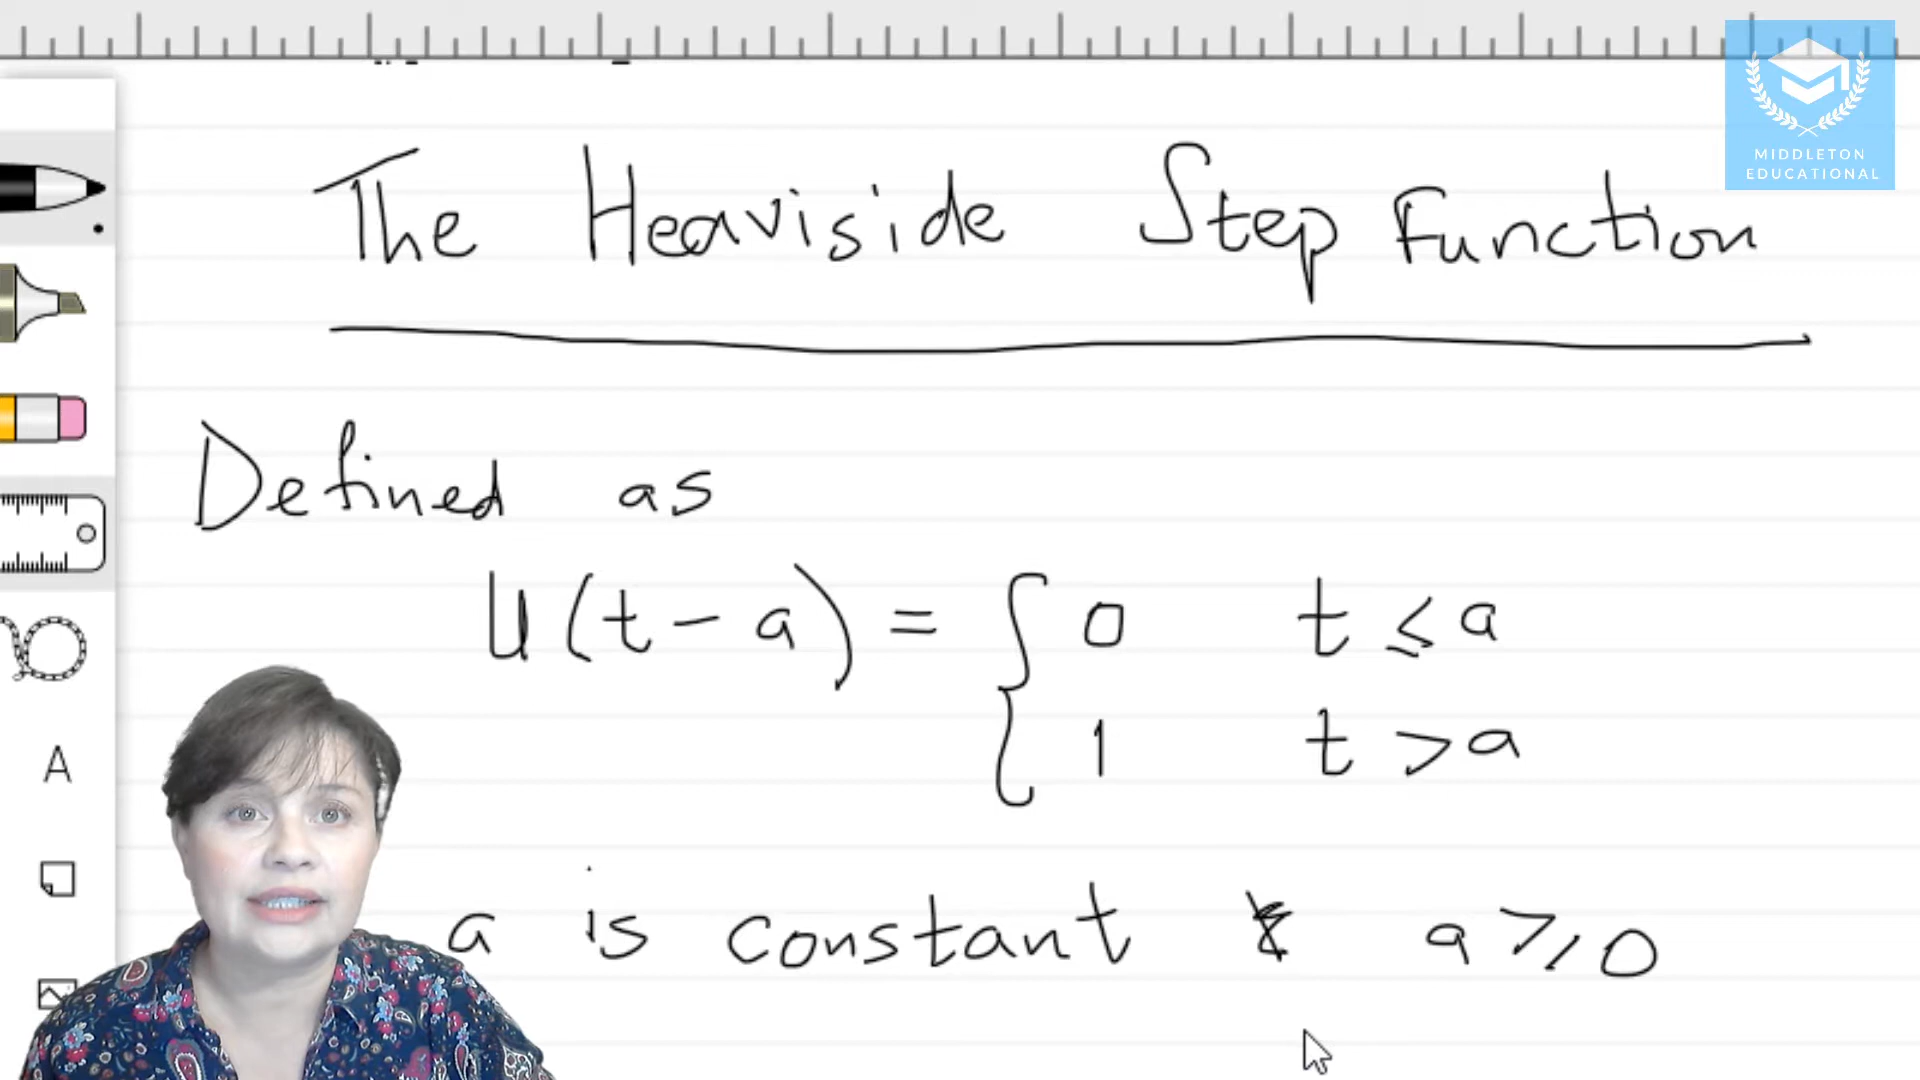 MIDDLETON
EDUCATIONAL
The Heaviside Step Function
Defined as
U(t-a) = { 0 t ≤ a
1 t > a
a is constant & a ≥ 0
A